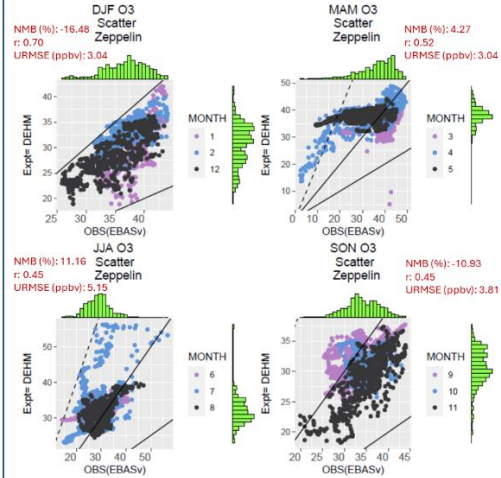 DJF O3
Scatter
Zeppelin
NMB (%): -16.48
r: 0.70
URMSE (ppbv): 3.04
Expt= DEHM
40
35
30
25
20
25 30 35 40
OBS(EBASv)
MONTH
1
2
12
MAM O3
Scatter
Zeppelin
NMB (%): 4.27
r: 0.52
URMSE (ppbv): 3.04
Expt= DEHM
50
40
30
20
10
0 10 20 30 40 50
OBS(EBASv)
MONTH
3
4
5
JJA O3
Scatter
Zeppelin
NMB (%): 11.16
r: 0.45
URMSE (ppbv): 5.15
Expt= DEHM
50
40
30
20 30 40 50
OBS(EBASv)
MONTH
6
7
8
SON O3
Scatter
Zeppelin
NMB (%): -10.93
r: 0.45
URMSE (ppbv): 3.81
Expt= DEHM
35
30
25
20
20 25 30 35 40 45
OBS(EBASv)
MONTH
9
10
11